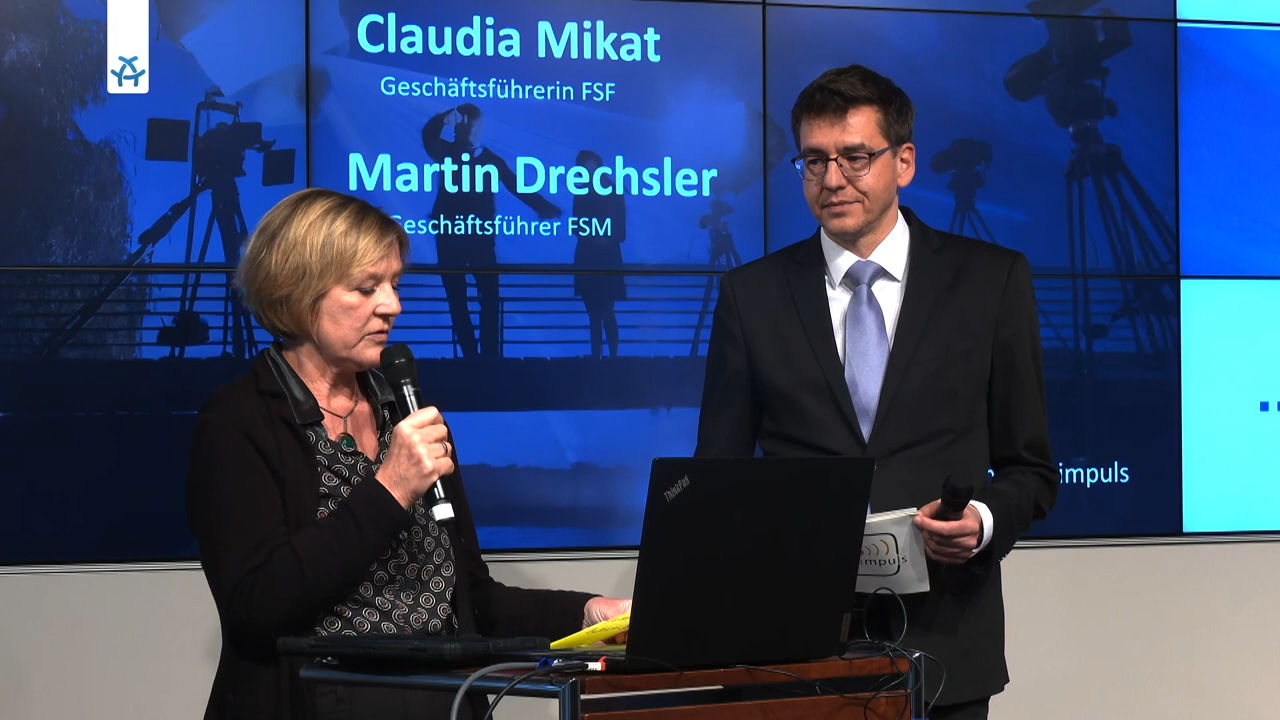 Claudia Mikat
Geschäftsführerin FSF
Martin Drechsler
Geschäftsführer FSM
impuls
ThinkPad
impuls